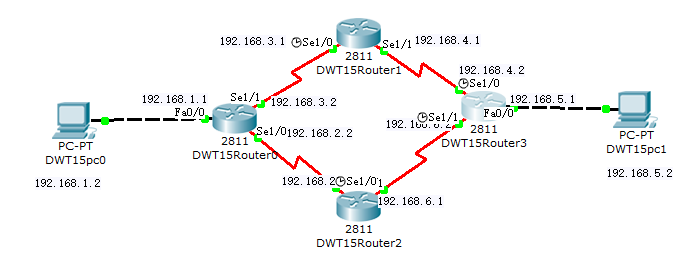 192.168.3.1
Se1/0
Se1/1
192.168.4.1
2811
DWT15Router1
192.168.4.2
Se1/0
192.168.1.1
Fa0/0
Se1/1
192.168.3.2
Se1/1
192.168.5.1
Fa0/0
PC-PT
DWT15pc0
192.168.1.2
Se1/0
192.168.2.2
2811
2811
DWT15Router3
PC-PT
DWT15pc1
192.168.5.2
192.168.2
Se1/0
192.168.6.1
2811
DWT15Router2